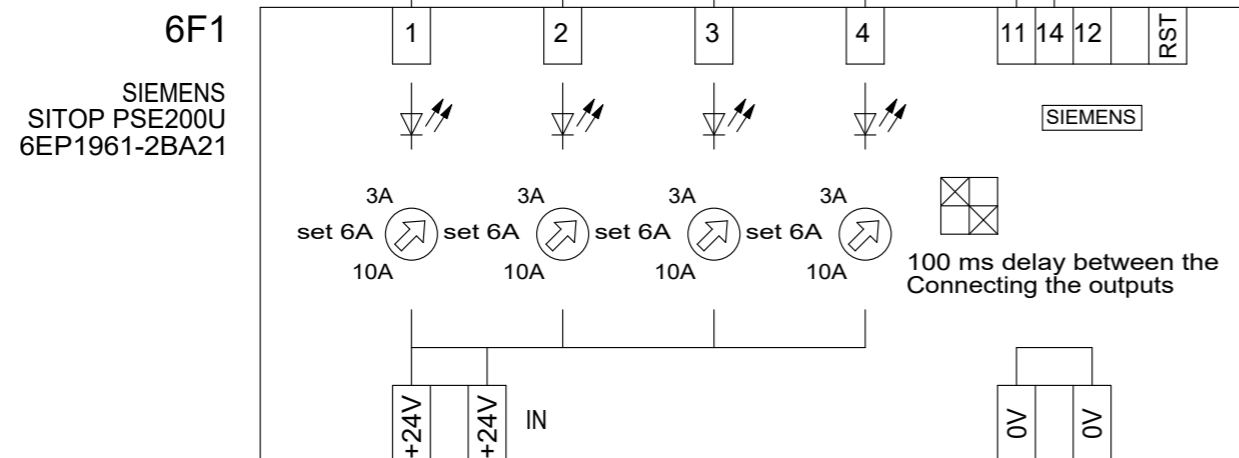 6F1
SIEMENS
SITOP PSE200U
6EP1961-2BA21
1 2 3 4 11 14 12 RST
SIEMENS
3A 3A 3A 3A
set 6A set 6A set 6A set 6A
10A 10A 10A 10A
100 ms delay between the
Connecting the outputs
+24V +24V IN 0V 0V